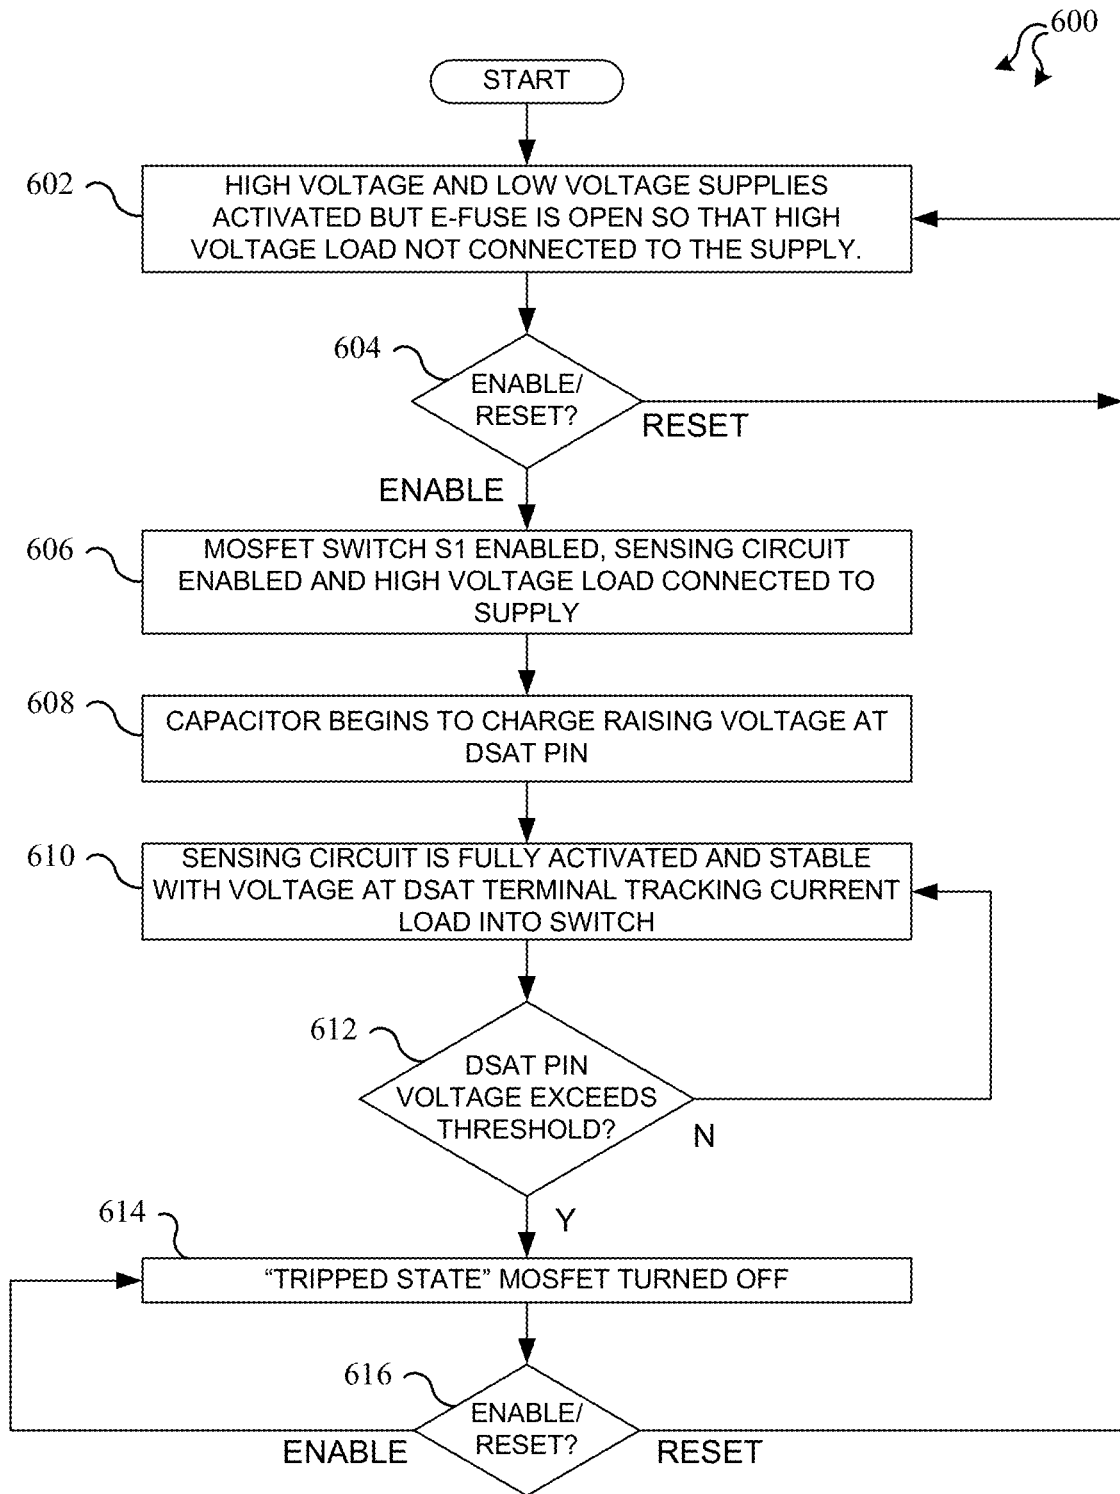 600
START
602
HIGH VOLTAGE AND LOW VOLTAGE SUPPLIES
ACTIVATED BUT E-FUSE IS OPEN SO THAT HIGH
VOLTAGE LOAD NOT CONNECTED TO THE SUPPLY.
604
ENABLE/
RESET?
RESET
ENABLE
606
MOSFET SWITCH S1 ENABLED, SENSING CIRCUIT
ENABLED AND HIGH VOLTAGE LOAD CONNECTED TO
SUPPLY
608
CAPACITOR BEGINS TO CHARGE RAISING VOLTAGE AT
DSAT PIN
610
SENSING CIRCUIT IS FULLY ACTIVATED AND STABLE
WITH VOLTAGE AT DSAT TERMINAL TRACKING CURRENT
LOAD INTO SWITCH
612
DSAT PIN
VOLTAGE EXCEEDS
THRESHOLD?
N
Y
614
“TRIPPED STATE” MOSFET TURNED OFF
616
ENABLE/
RESET?
ENABLE
RESET